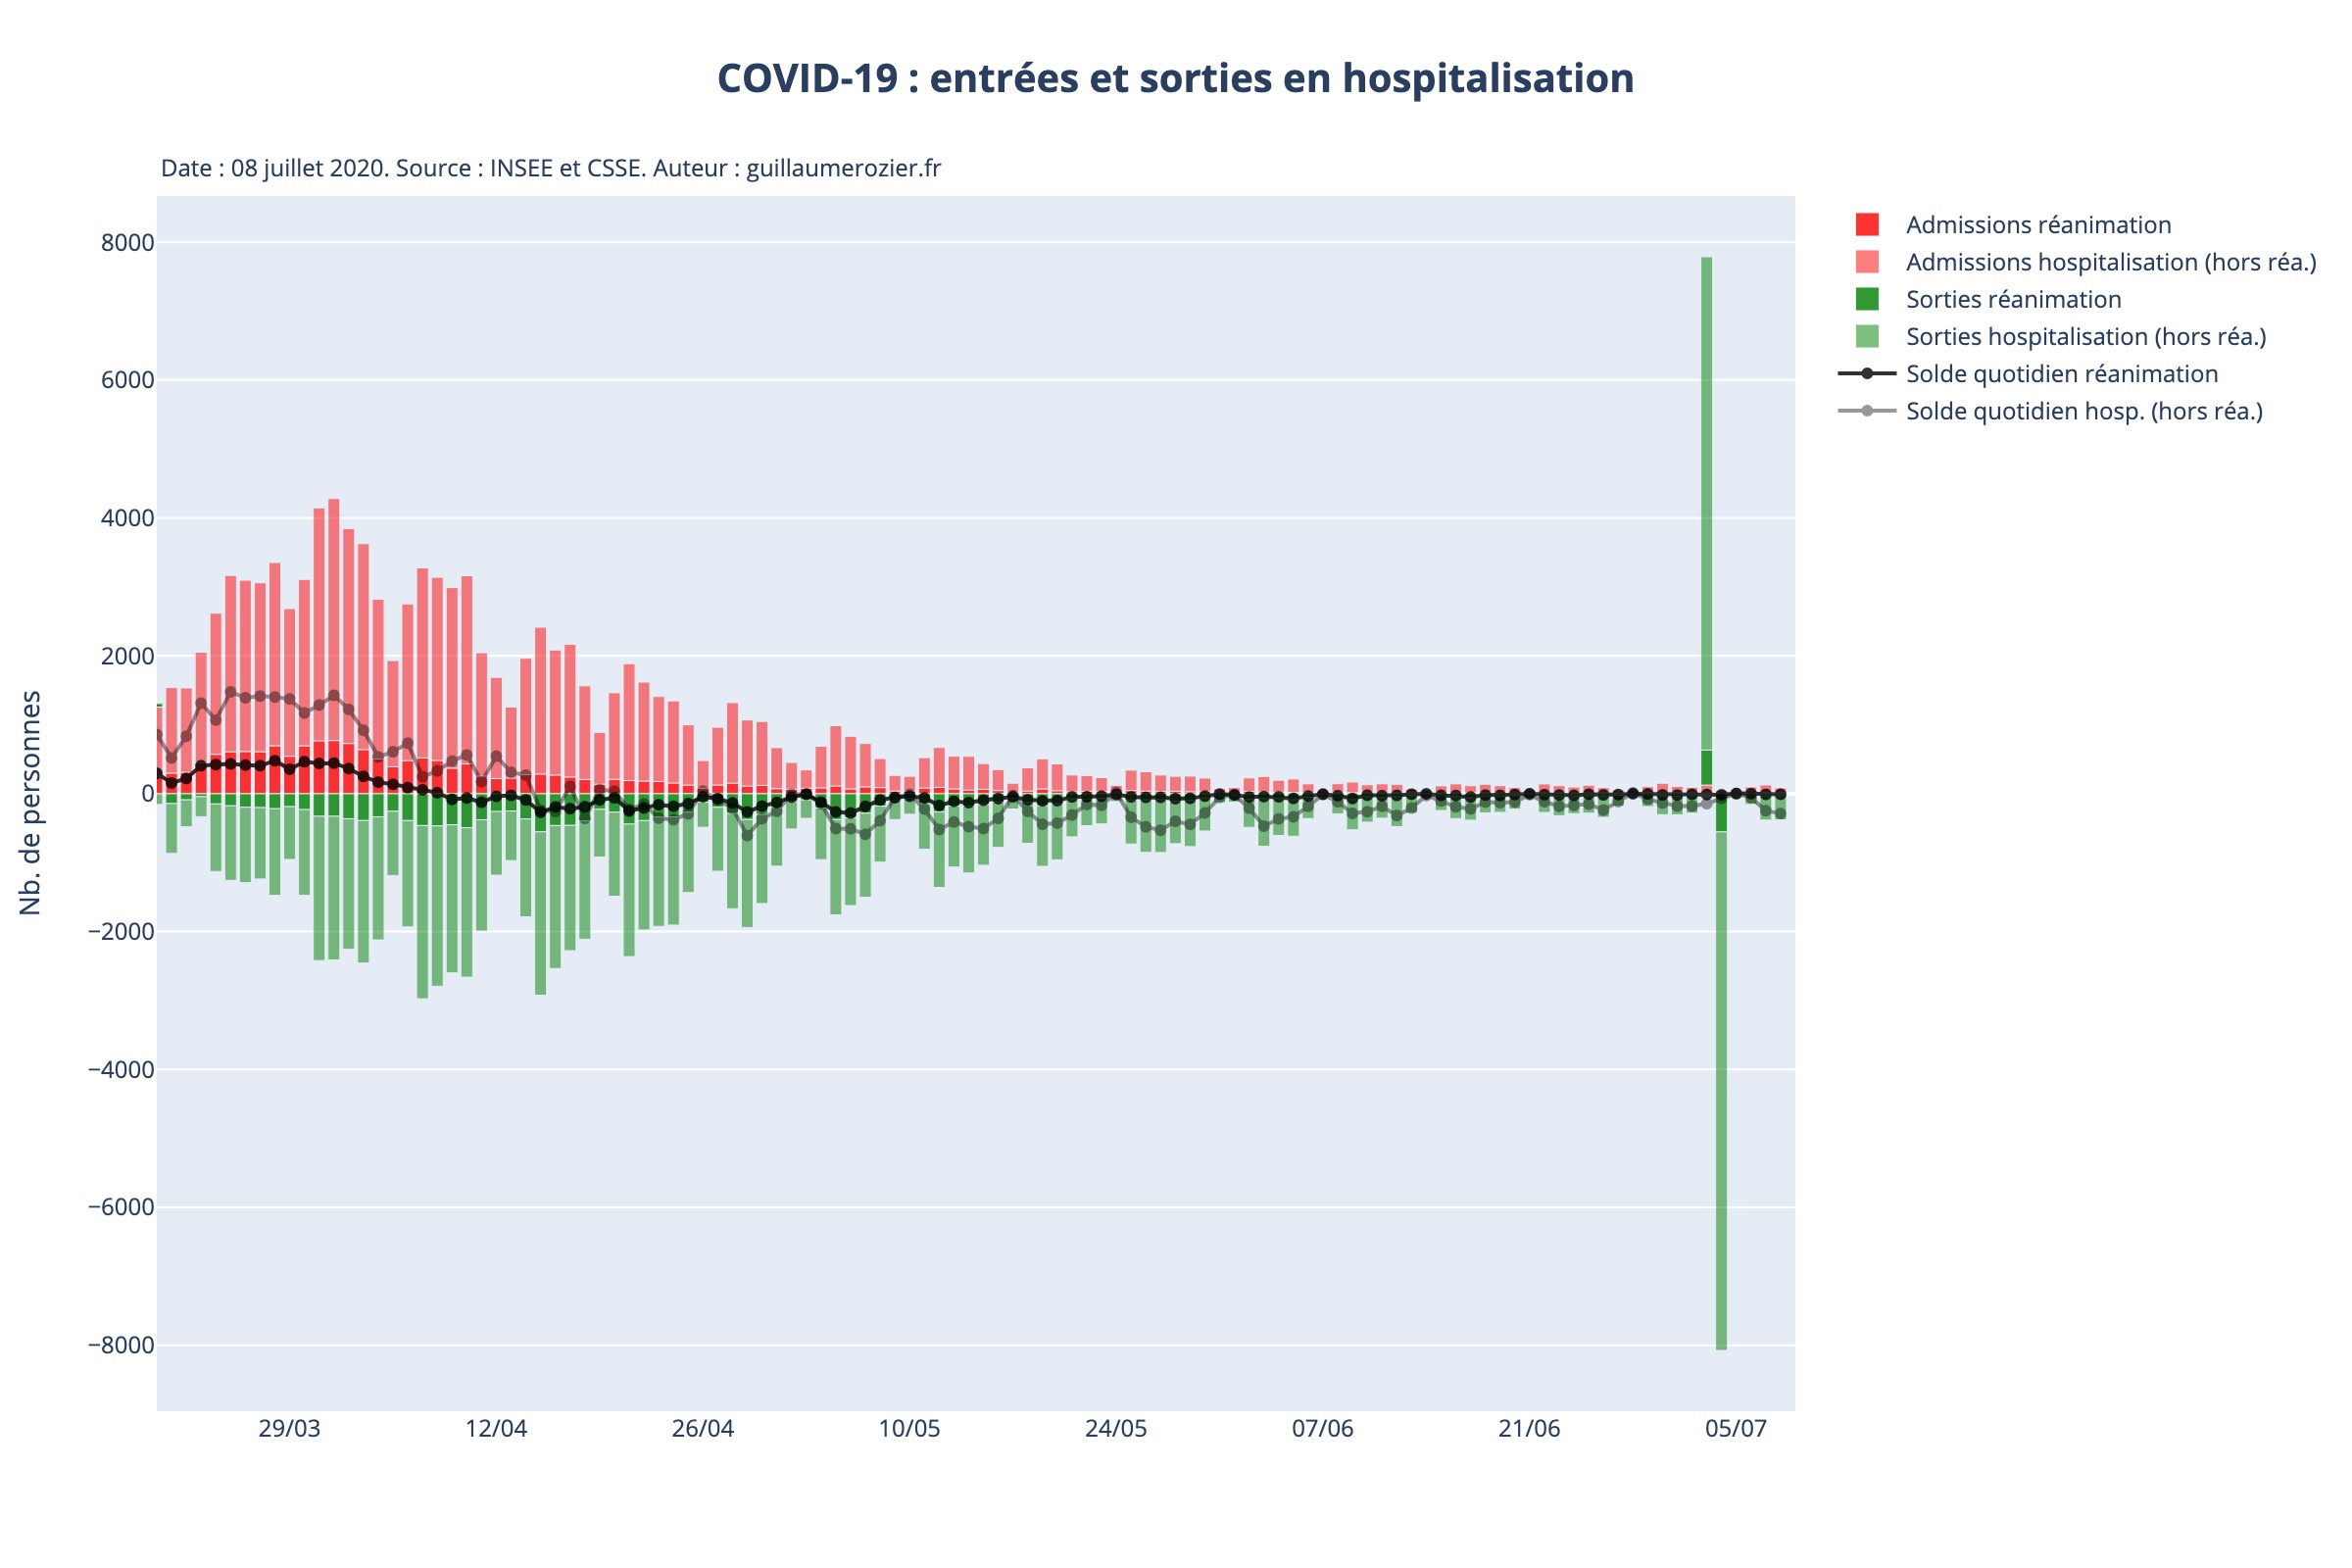 COVID-19 : entrées et sorties en hospitalisation
Date : 08 juillet 2020. Source : INSEE et CSSE. Auteur : guillaumerozier.fr
Nb. de personnes
8000
6000
4000
2000
0
−2000
−4000
−6000
−8000
29/03
12/04
26/04
10/05
24/05
07/06
21/06
05/07
Admissions réanimation
Admissions hospitalisation (hors réa.)
Sorties réanimation
Sorties hospitalisation (hors réa.)
Solde quotidien réanimation
Solde quotidien hosp. (hors réa.)